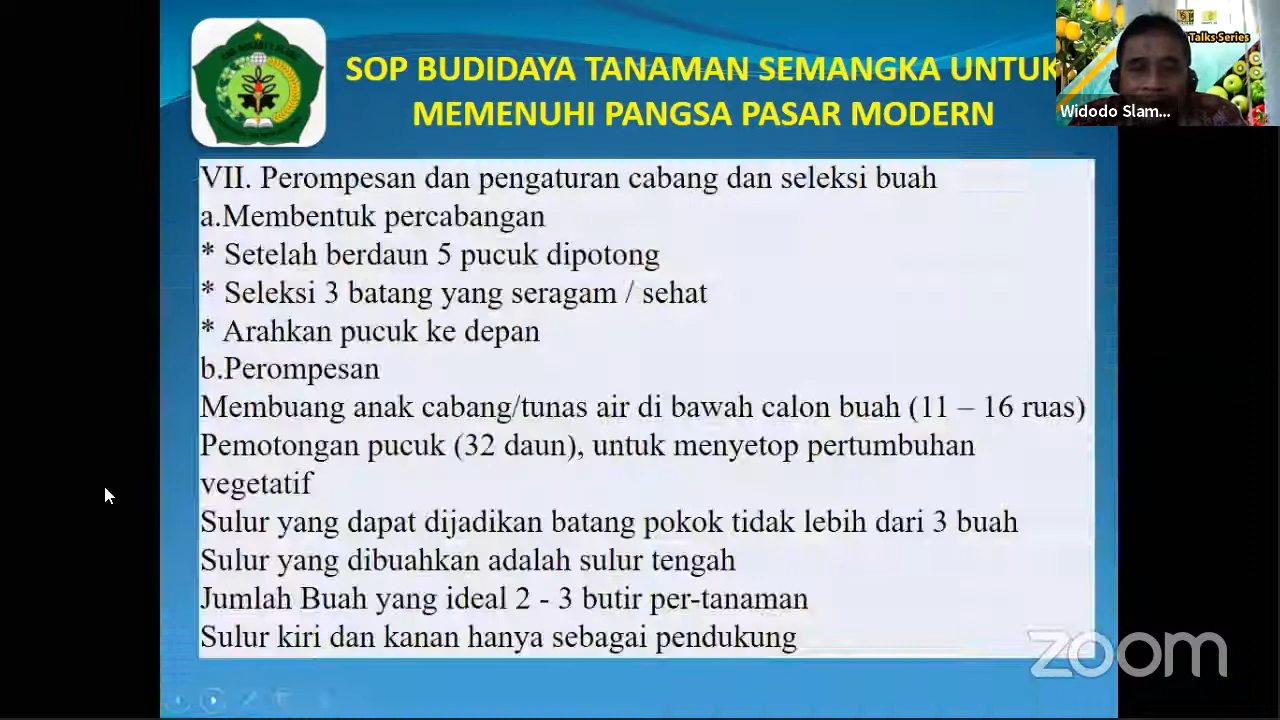 SOP BUDIDAYA TANAMAN SEMANGKA UNTUK
MEMENUHI PANGSA PASAR MODERN
Talks Series
Widodo Slam...
VII. Perompesan dan pengaturan cabang dan seleksi buah
a.Membentuk percabangan
* Setelah berdaun 5 pucuk dipotong
* Seleksi 3 batang yang seragam / sehat
* Arahkan pucuk ke depan
b.Perompesan
Membuang anak cabang/tunas air di bawah calon buah (11 – 16 ruas)
Pemotongan pucuk (32 daun), untuk menyetop pertumbuhan
vegetatif
Sulur yang dapat dijadikan batang pokok tidak lebih dari 3 buah
Sulur yang dibuahkan adalah sulur tengah
Jumlah Buah yang ideal 2 - 3 butir per-tanaman
Sulur kiri dan kanan hanya sebagai pendukung
zoom